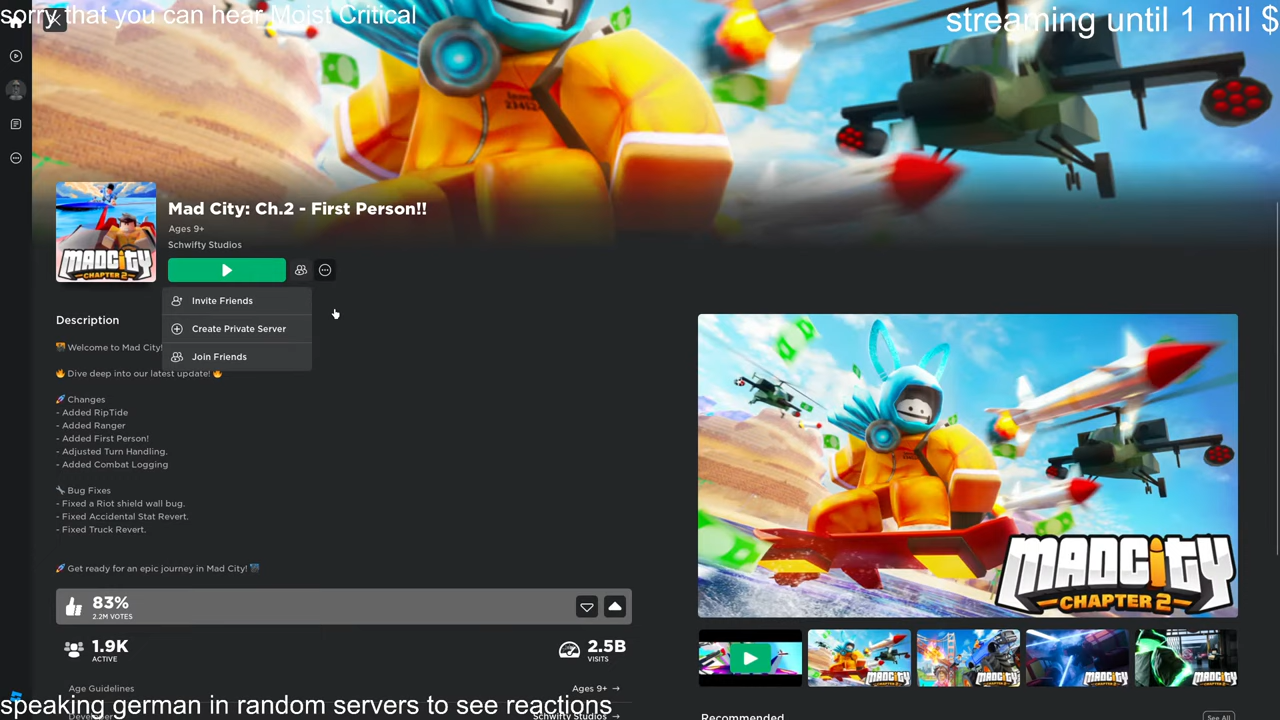 sorry that you can hear Moist Critical
streaming until 1 mil $
Mad City: Ch.2 - First Person!!
Ages 9+
Schwifty Studios
Invite Friends
Create Private Server
Join Friends
Description
Welcome to Mad City!
🔥 Dive deep into our latest update! 🔥
🚀 Changes
- Added RipTide
- Added Ranger
- Added First Person!
- Adjusted Turn Handling.
- Added Combat Logging
🔧 Bug Fixes
- Fixed a Riot shield wall bug.
- Fixed Accidental Stat Revert.
- Fixed Truck Revert.
🚀 Get ready for an epic journey in Mad City!
83%
2.2M VOTES
1.9K
ACTIVE
2.5B
VISITS
Age Guidelines
Ages 9+ →
speaking german in random servers to see reactions
Schwifty Studios →
MADCITY
CHAPTER 2
MADCITY
CHAPTER 2
Recommended
See All